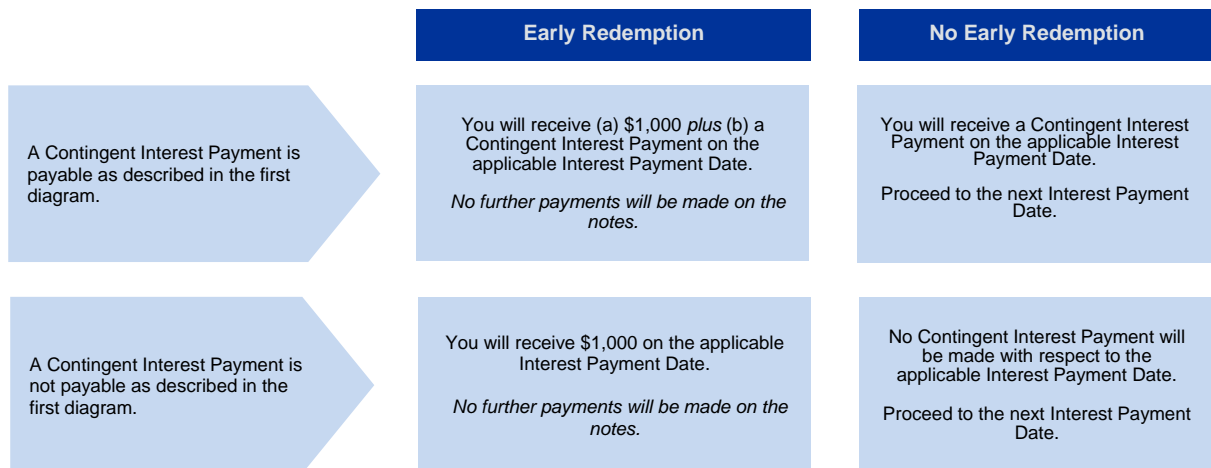 Early Redemption
No Early Redemption
A Contingent Interest Payment is
payable as described in the first
diagram.
You will receive (a) $1,000 plus (b) a
Contingent Interest Payment on the
applicable Interest Payment Date.
No further payments will be made on the
notes.
You will receive a Contingent Interest
Payment on the applicable Interest
Payment Date.
Proceed to the next Interest Payment
Date.
A Contingent Interest Payment is
not payable as described in the
first diagram.
You will receive $1,000 on the applicable
Interest Payment Date.
No further payments will be made on the
notes.
No Contingent Interest Payment will
be made with respect to the
applicable Interest Payment Date.
Proceed to the next Interest Payment
Date.